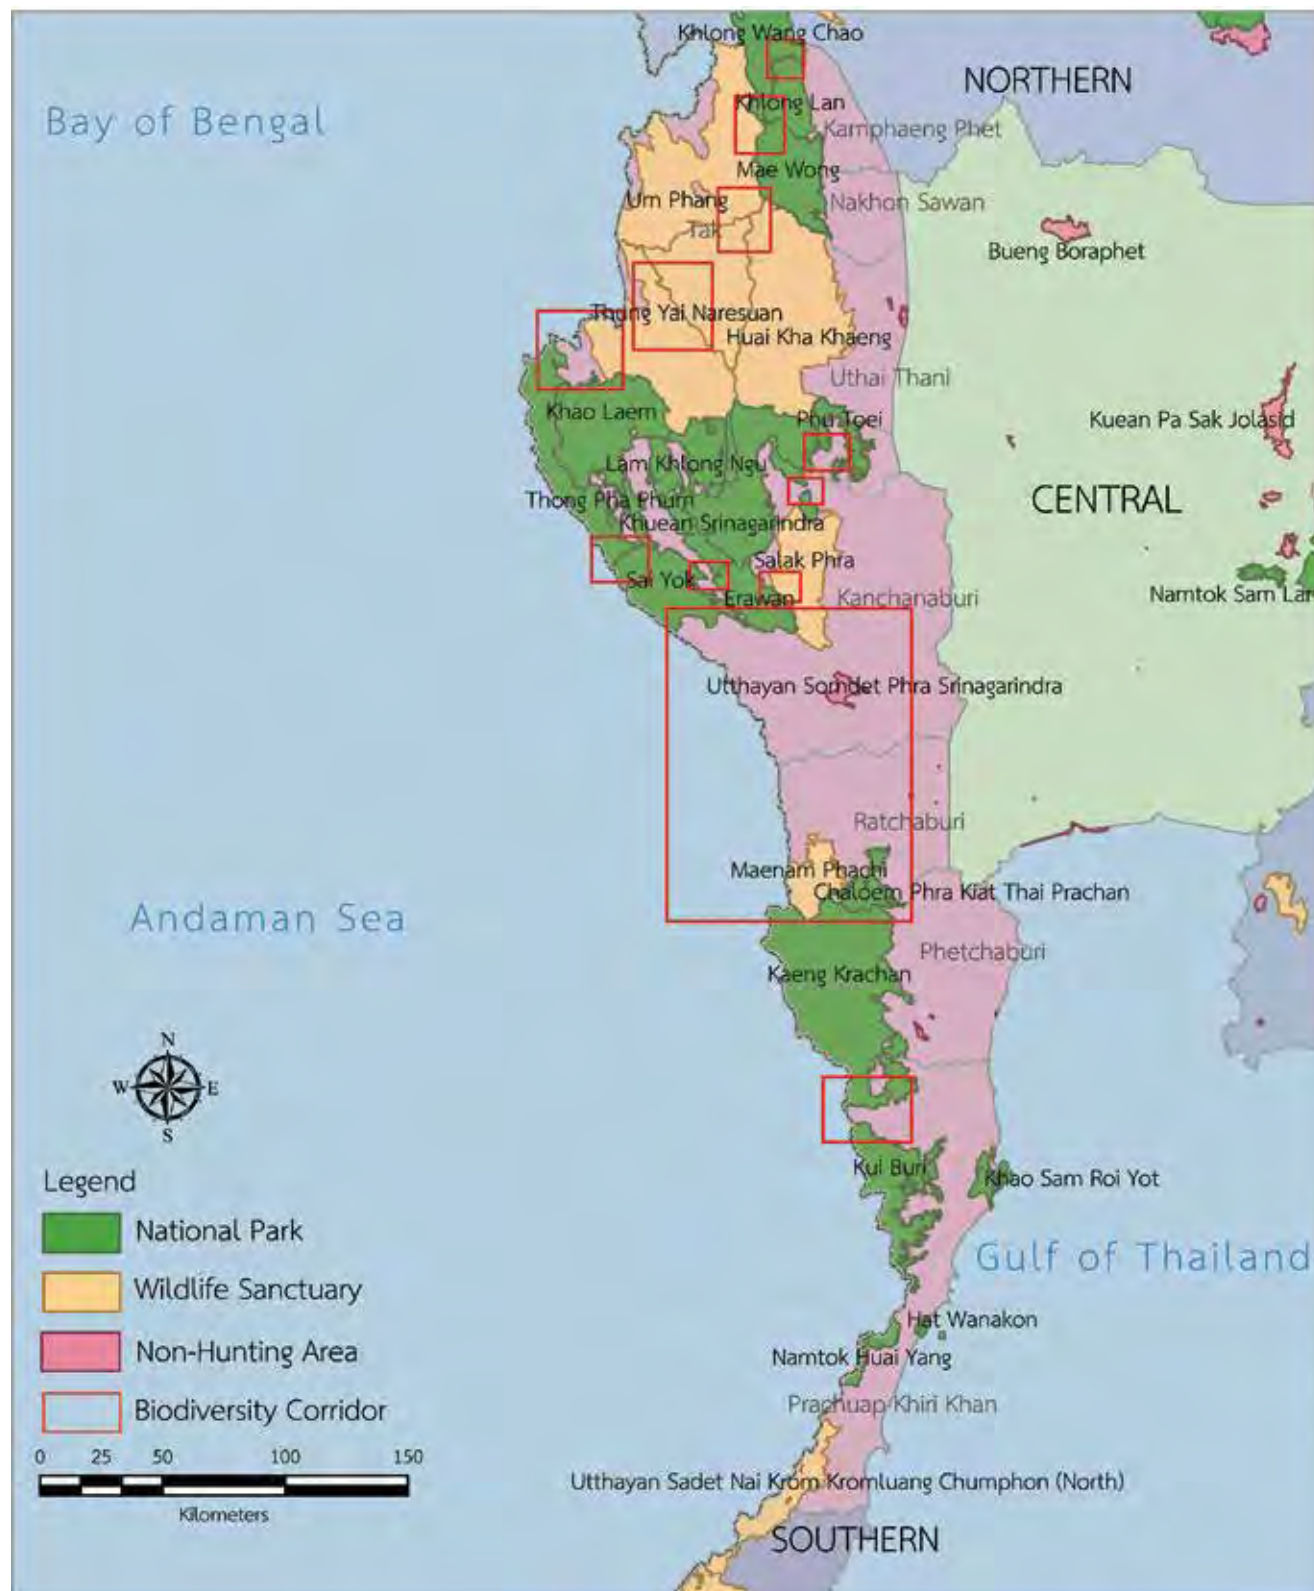 Khlong Wang Chao
NORTHERN
Bay of Bengal
Khlong Lan
Kamphaeng Phet
Mae Wong
Um Phang
Nakhon Sawan
Tak
Bueng Boraphet
Thung Yai Naresuan
Huai Kha Khaeng
Uthai Thani
Khao Laem
Phu Toei
Kuean Pa Sak Jolasid
Lam Khlong Ngu
Thong Pha Phum
CENTRAL
Khuean Srinagarindra
Salak Phra
Sai Yok
Erawan
Kanchanaburi
Namtok Sam Lan
Utthayan Somdet Phra Srinagarindra
Ratchaburi
Maenam Phachi
Chaloem Phra Kiat Thai Prachan
Andaman Sea
Phetchaburi
Kaeng Krachan
N
W E
S
Kui Buri
Khao Sam Roi Yot
Legend
National Park
Gulf of Thailand
Wildlife Sanctuary
Hat Wanakon
Non-Hunting Area
Namtok Huai Yang
Biodiversity Corridor
Prachuap Khiri Khan
0 25 50 100 150
Kilometers
Utthayan Sadet Nai Krom Kromluang Chumphon (North)
SOUTHERN